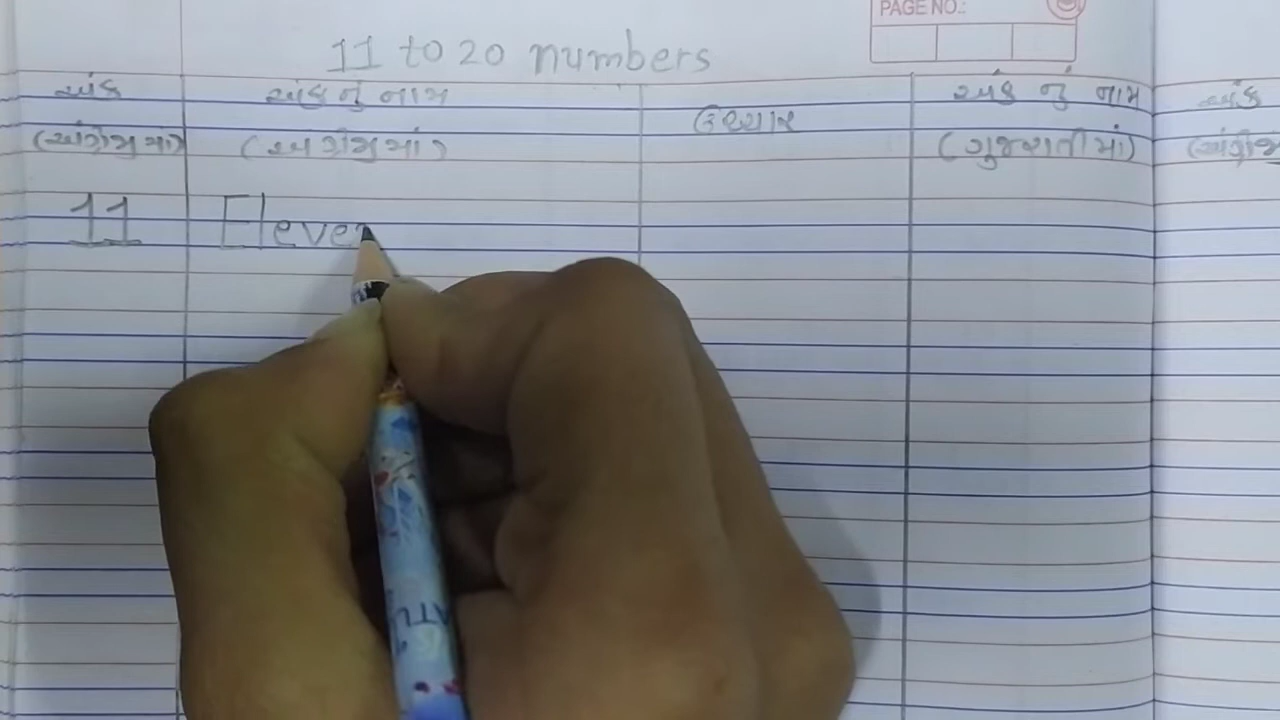 PAGE NO.:
11 to 20 numbers
અંક અંક નું નામ ઉચ્ચાર અંક નું નામ અંક
(અંગ્રેજીમાં) (અંગ્રેજીમાં) (ગુજરાતીમાં)
11 Eleven